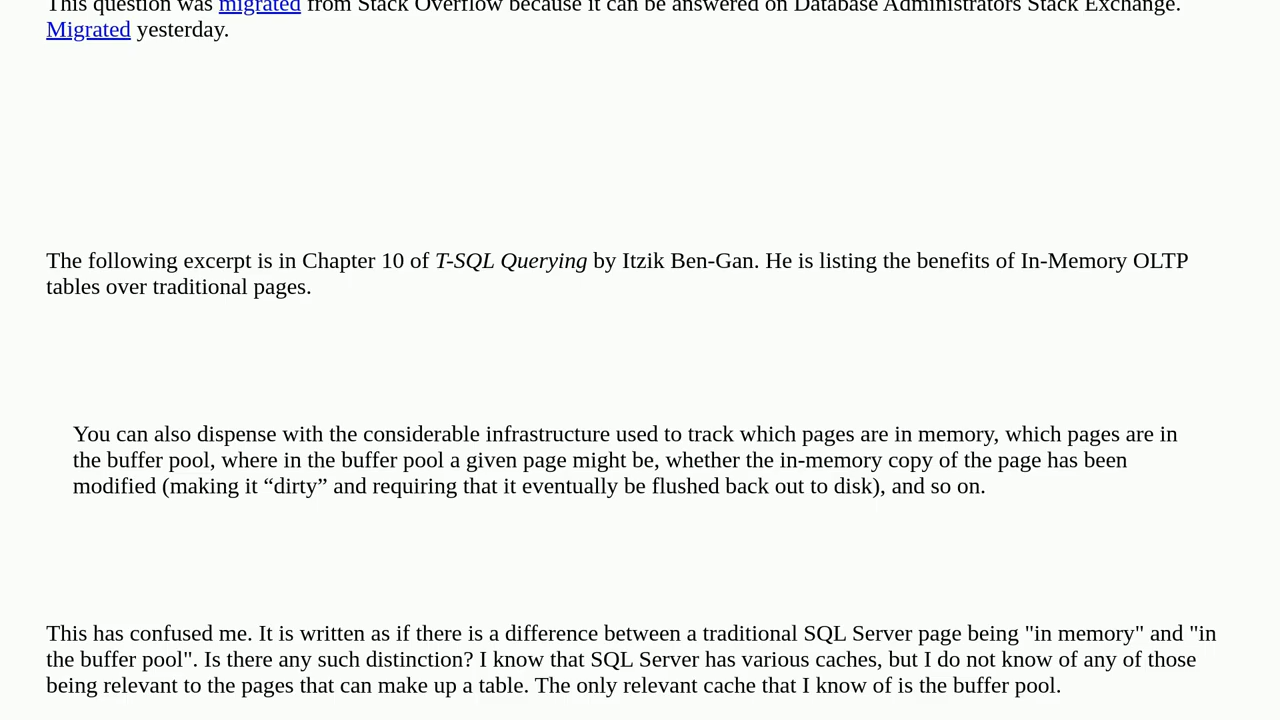 This question was migrated from Stack Overflow because it can be answered on Database Administrators Stack Exchange.
Migrated yesterday.
The following excerpt is in Chapter 10 of T-SQL Querying by Itzik Ben-Gan. He is listing the benefits of In-Memory OLTP
tables over traditional pages.
You can also dispense with the considerable infrastructure used to track which pages are in memory, which pages are in
the buffer pool, where in the buffer pool a given page might be, whether the in-memory copy of the page has been
modified (making it “dirty” and requiring that it eventually be flushed back out to disk), and so on.
This has confused me. It is written as if there is a difference between a traditional SQL Server page being "in memory" and "in
the buffer pool". Is there any such distinction? I know that SQL Server has various caches, but I do not know of any of those
being relevant to the pages that can make up a table. The only relevant cache that I know of is the buffer pool.